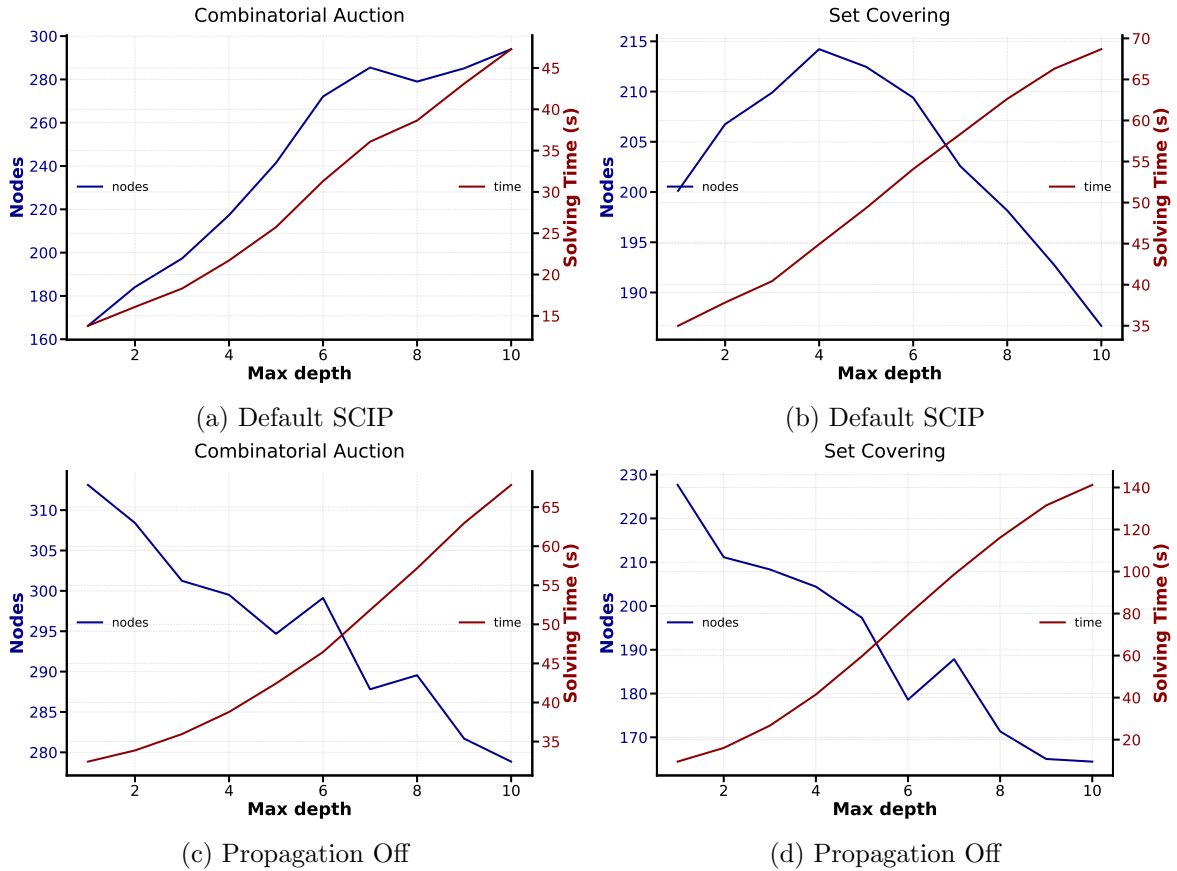 Combinatorial Auction
300
280
260
240
220
200
180
160
Nodes
nodes
time
45
40
35
30
25
20
15
Solving Time (s)
2 4 6 8 10
Max depth
(a) Default SCIP
Set Covering
215
210
205
200
195
190
Nodes
nodes
time
70
65
60
55
50
45
40
35
Solving Time (s)
2 4 6 8 10
Max depth
(b) Default SCIP
Combinatorial Auction
310
305
300
295
290
285
280
Nodes
nodes
time
65
60
55
50
45
40
35
Solving Time (s)
2 4 6 8 10
Max depth
(c) Propagation Off
Set Covering
230
220
210
200
190
180
170
Nodes
nodes
time
140
120
100
80
60
40
20
Solving Time (s)
2 4 6 8 10
Max depth
(d) Propagation Off